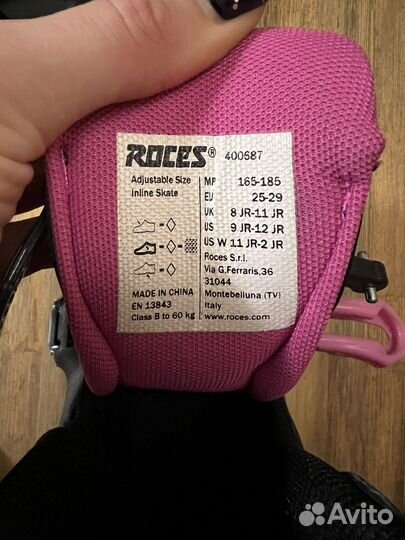 ROCES® 400687
Adjustable Size
Inline Skate
MP 165-185
EU 25-29
UK 8 JR-11 JR
US 9 JR-12 JR
US W 11 JR-2 JR
Roces S.r.l.
Via G.Ferraris,36
31044
Montebelluna (TV)
Italy
www.roces.com
MADE IN CHINA
EN 13843
Class B to 60 kg
Avito